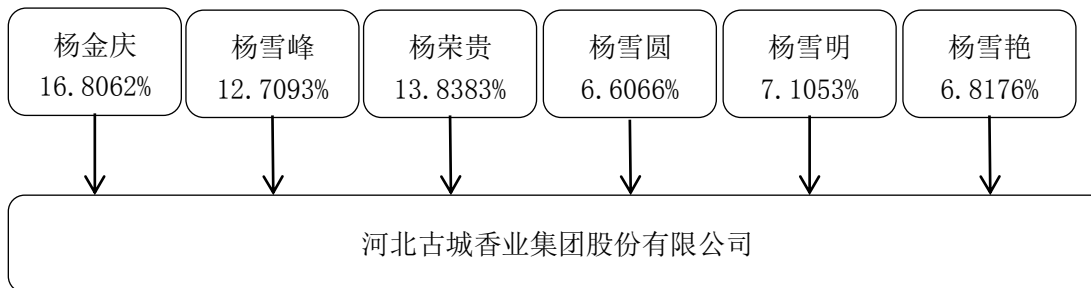 杨金庆
16.8062%
杨雪峰
12.7093%
杨荣贵
13.8383%
杨雪圆
6.6066%
杨雪明
7.1053%
杨雪艳
6.8176%
河北古城香业集团股份有限公司